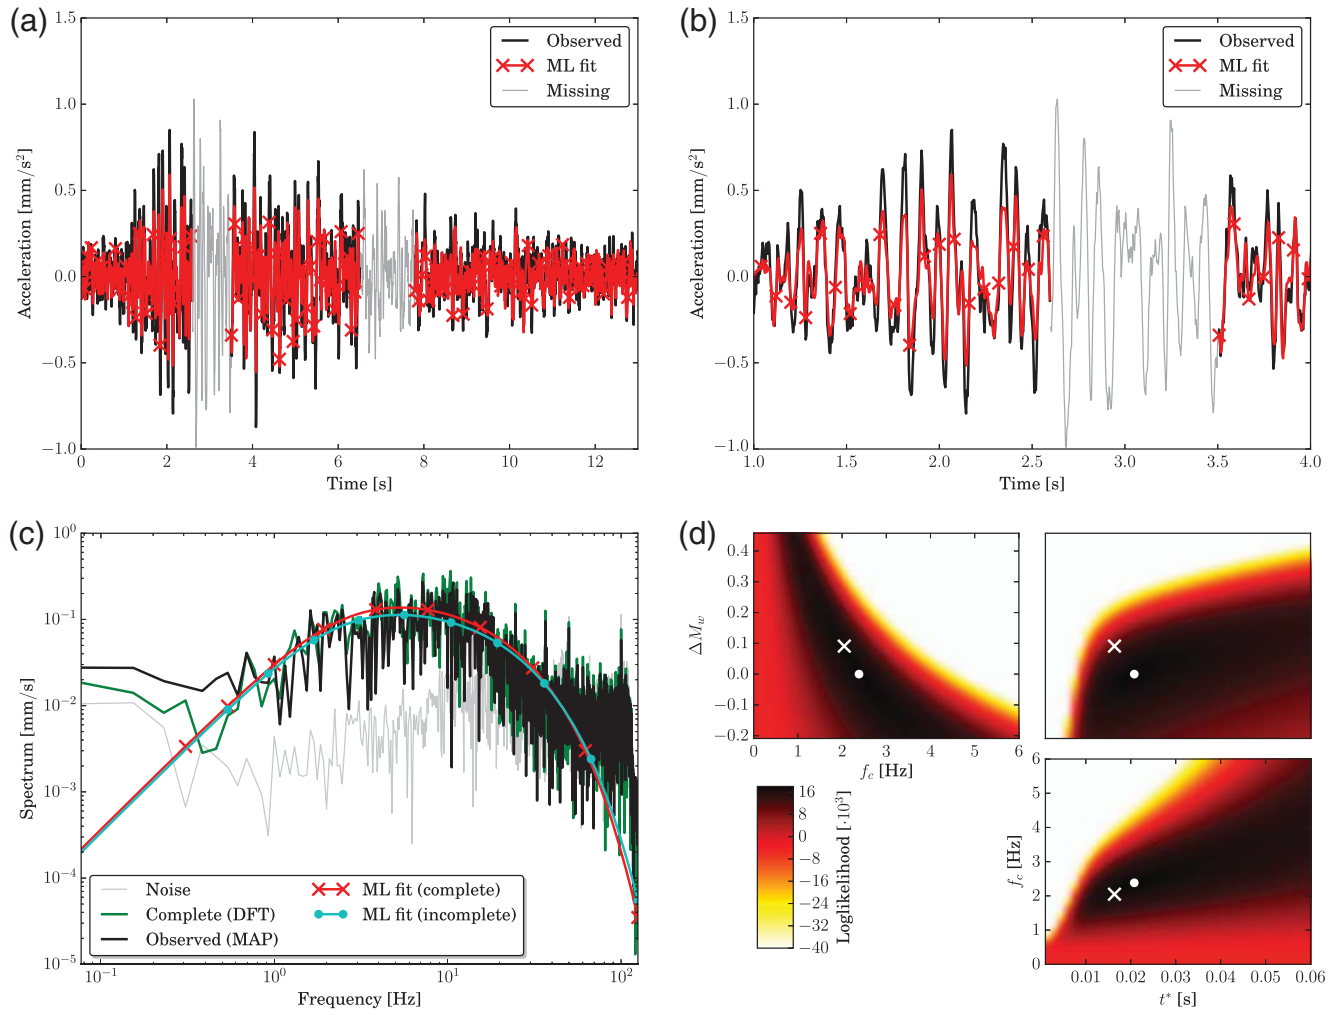 (a)
1.5
1.0
0.5
0.0
−0.5
−1.0
Acceleration [mm/s²]
0 2 4 6 8 10 12
Time [s]
Observed
ML fit
Missing
(b)
1.5
1.0
0.5
0.0
−0.5
−1.0
Acceleration [mm/s²]
1.0 1.5 2.0 2.5 3.0 3.5 4.0
Time [s]
Observed
ML fit
Missing
(c)
10⁰
10⁻¹
10⁻²
10⁻³
10⁻⁴
10⁻⁵
Spectrum [mm/s]
10⁻¹ 10⁰ 10¹ 10²
Frequency [Hz]
Noise
Complete (DFT)
Observed (MAP)
ML fit (complete)
ML fit (incomplete)
(d)
0.4
0.3
0.2
0.1
0.0
−0.1
−0.2
ΔM_w
0 1 2 3 4 5 6
f_c [Hz]
16
8
0
−8
−16
−24
−32
−40
Loglikelihood [·10³]
6
5
4
3
2
1
0
f_c [Hz]
0.01 0.02 0.03 0.04 0.05 0.06
t* [s]